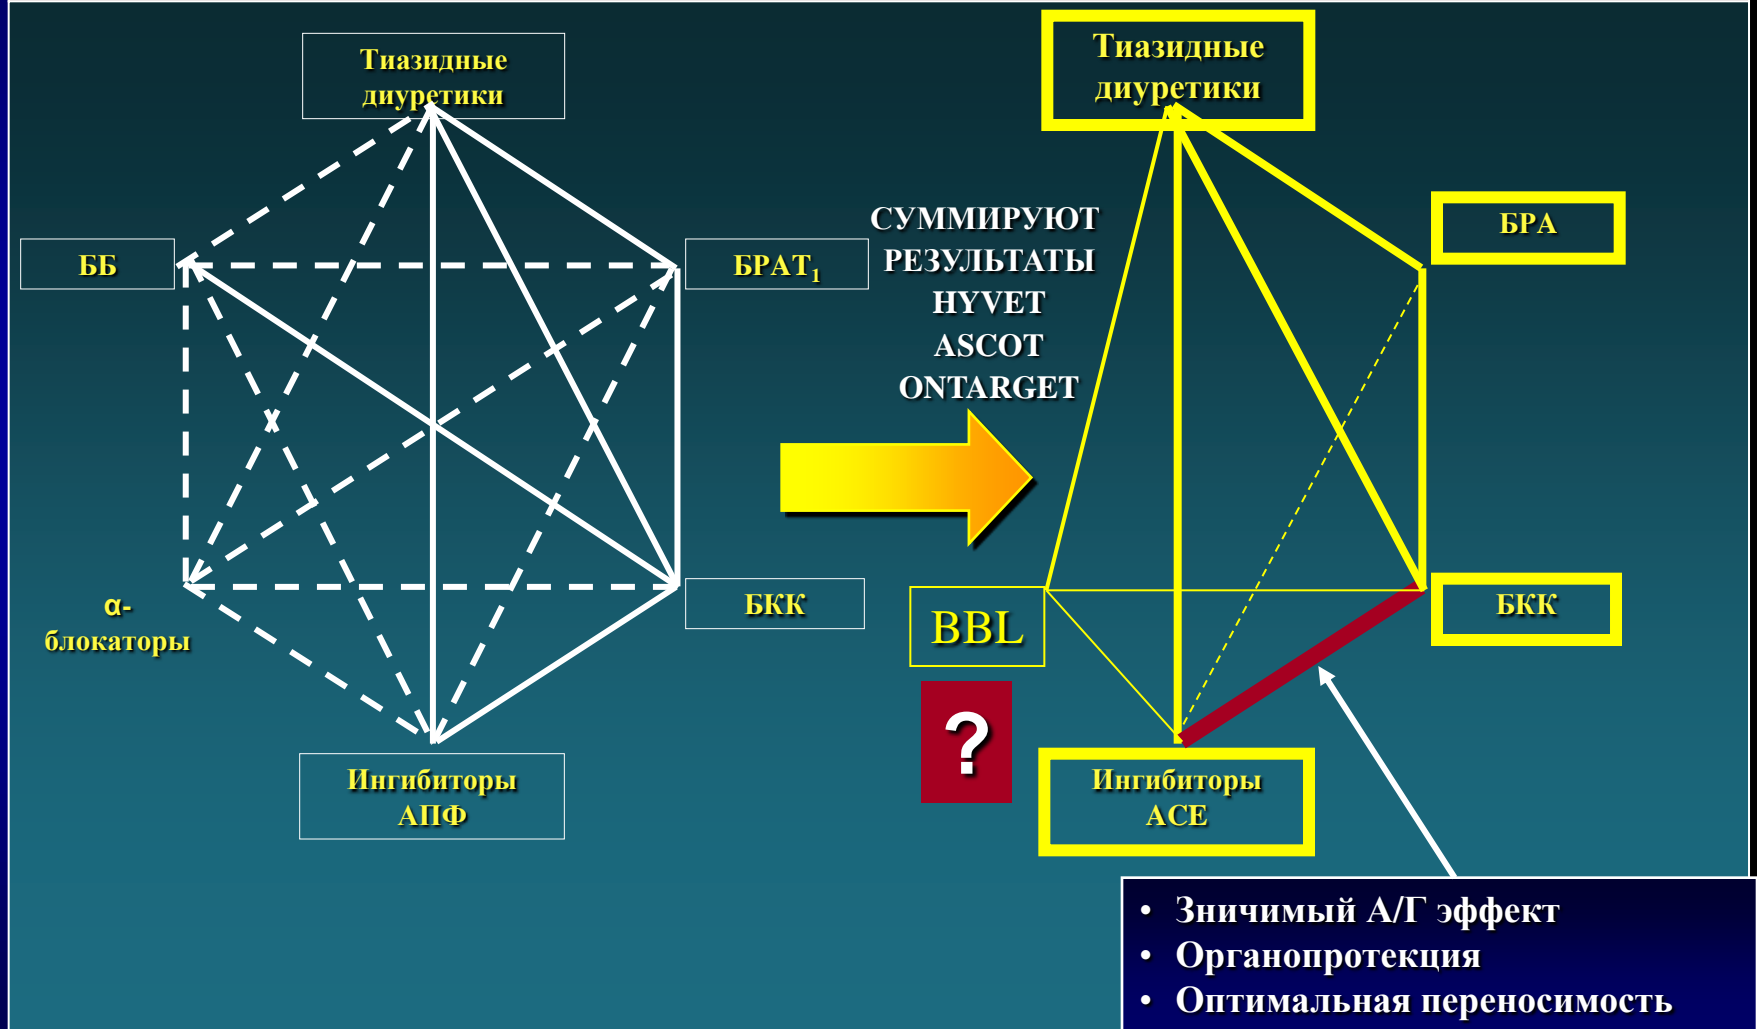 Тиазидные
диуретики
ББ
БРАТ₁
α-
блокаторы
БКК
Ингибиторы
АПФ
СУММИРУЮТ
РЕЗУЛЬТАТЫ
HYVET
ASCOT
ONTARGET
Тиазидные
диуретики
БРА
BBL
?
БКК
Ингибиторы
АСЕ
• Зничимый А/Г эффект
• Органопротекция
• Оптимальная переносимость